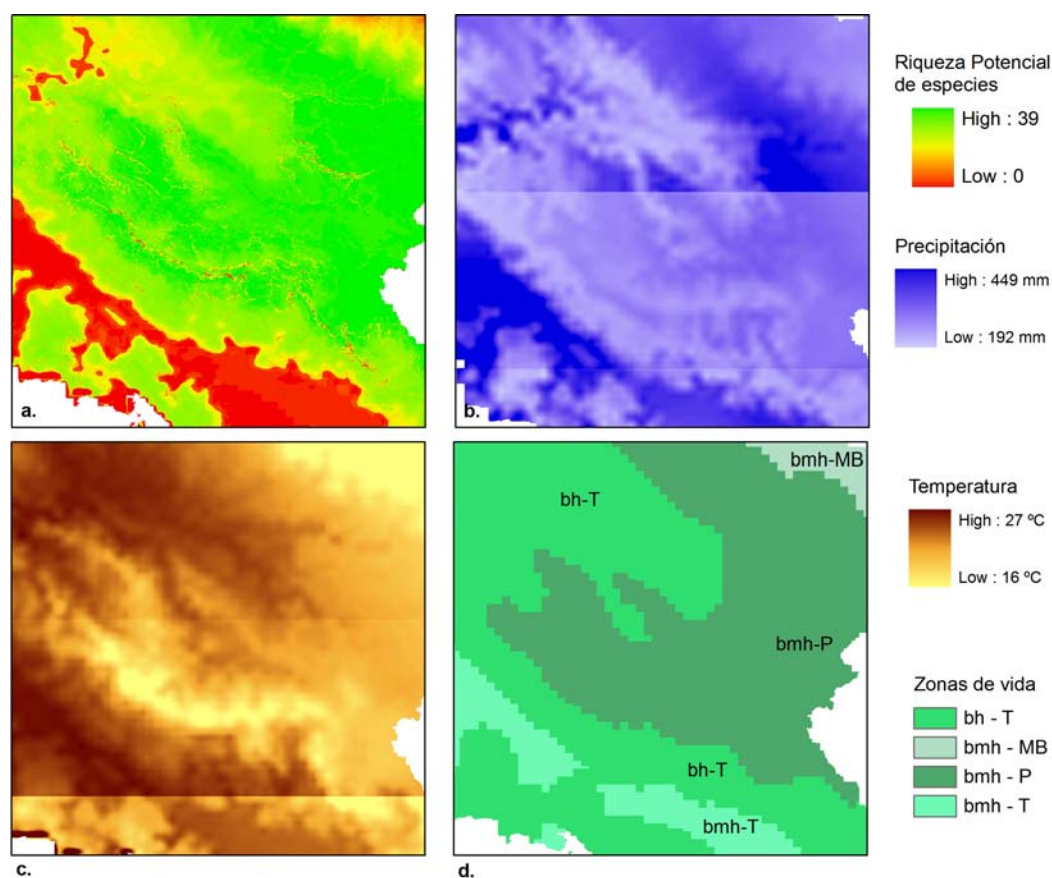 a.
b.
Riqueza Potencial
de especies
High : 39
Low : 0
Precipitación
High : 449 mm
Low : 192 mm
c.
d.
bmh-MB
bh-T
bmh-P
bh-T
bmh-T
Temperatura
High : 27 ºC
Low : 16 ºC
Zonas de vida
bh - T
bmh - MB
bmh - P
bmh - T